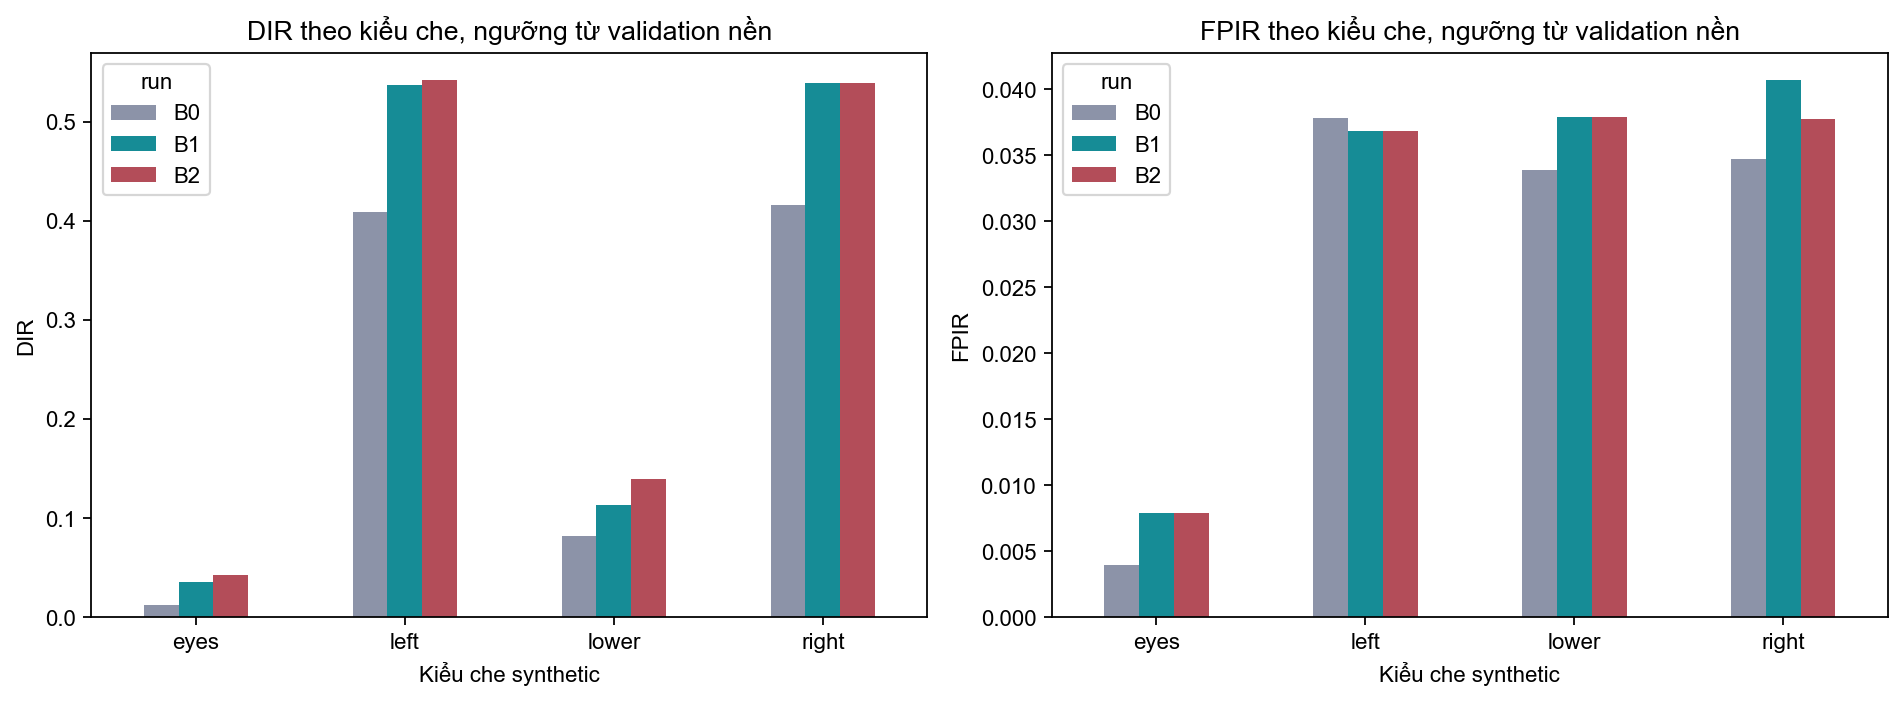 DIR theo kiểu che, ngưỡng từ validation nền
run
B0
B1
B2
0.5
0.4
0.3
0.2
0.1
0.0
DIR
eyes left lower right
Kiểu che synthetic
FPIR theo kiểu che, ngưỡng từ validation nền
run
B0
B1
B2
0.040
0.035
0.030
0.025
0.020
0.015
0.010
0.005
0.000
FPIR
eyes left lower right
Kiểu che synthetic